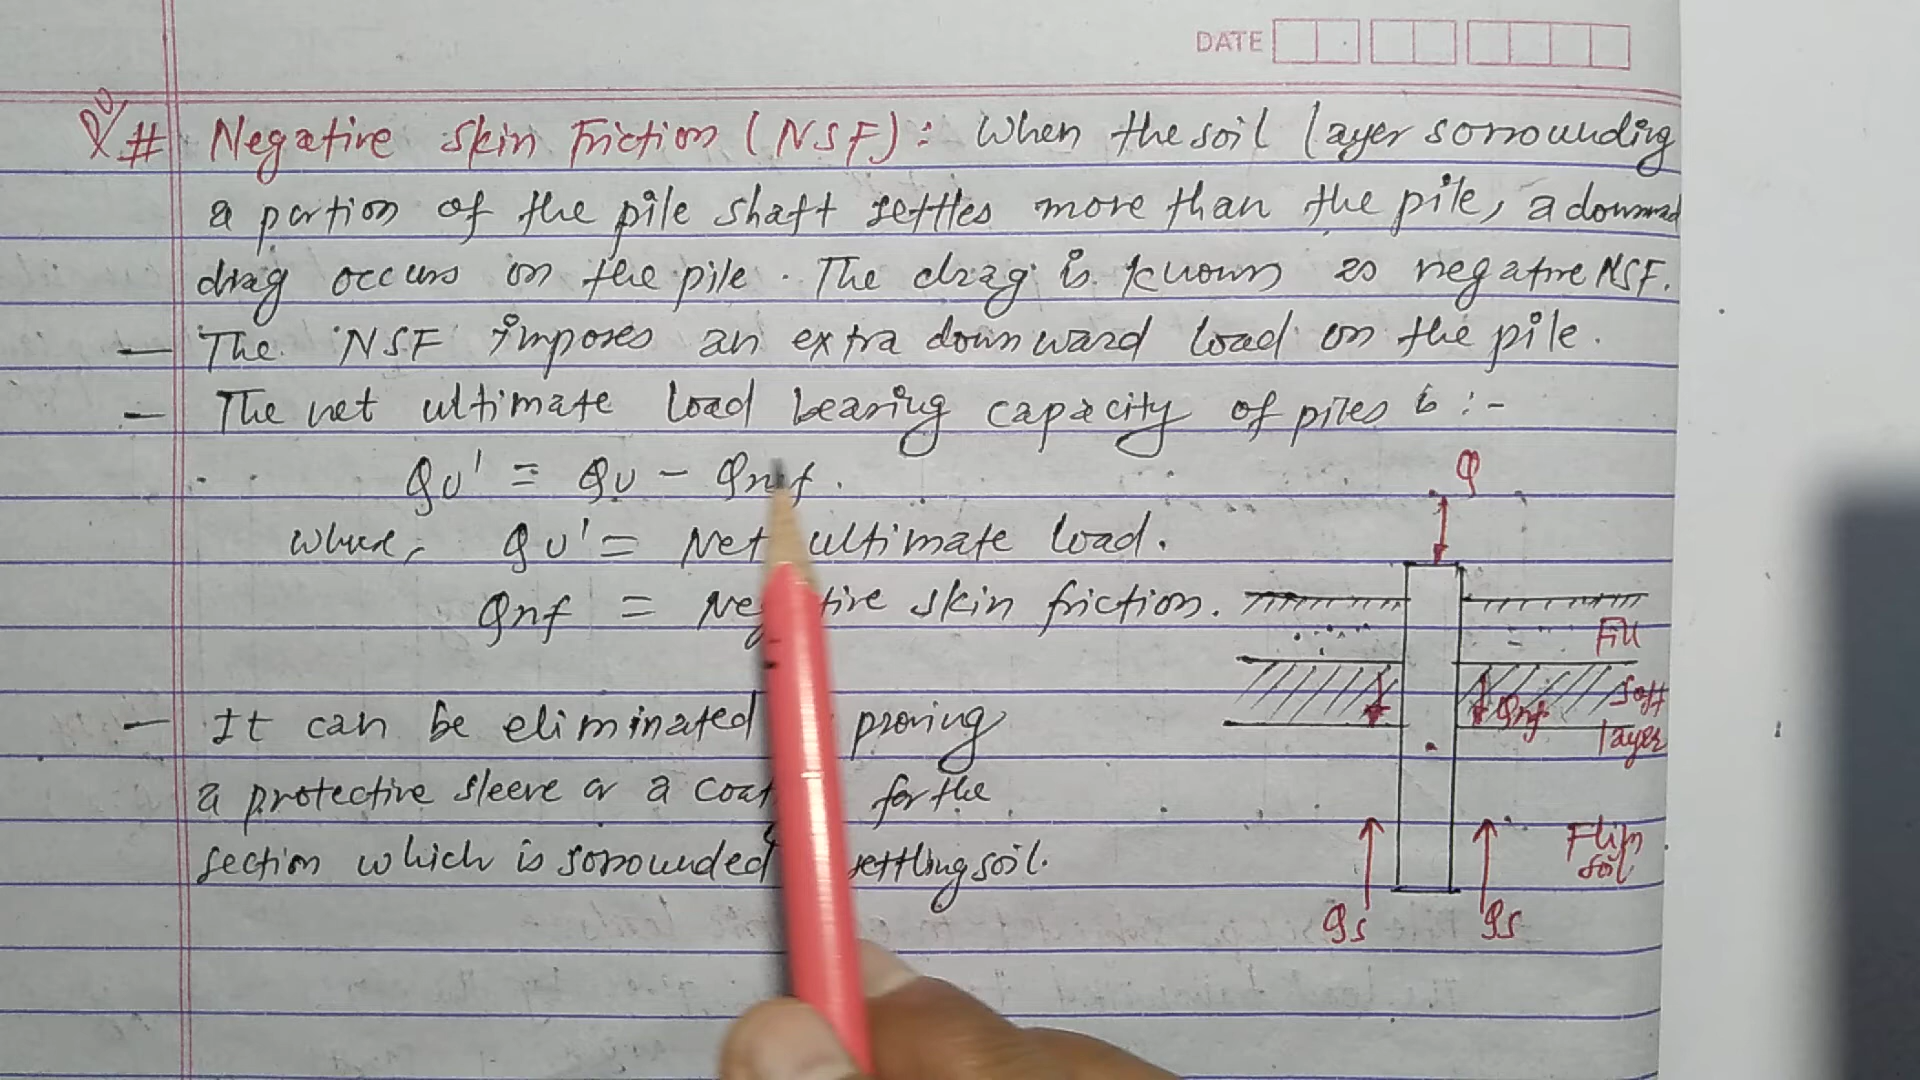 DATE
# Negative Skin Friction (NSF): When the soil layer sorrounding
a portion of the pile shaft settles more than the pile, a downward
drag occurs on the pile. The drag is known as negative NSF.
– The NSF imposes an extra downward load on the pile.
– The net ultimate load bearing capacity of piles is :-
Qu' = Qu – Qnf.
where, Qu' = Net ultimate load.
Qnf = Negative skin friction.
– It can be eliminated proving
a protective sleeve or a coat for the
section which is sorrounded settling soil.
Q
Fill
Soft
Qnf
layer
soil
Qs Qs